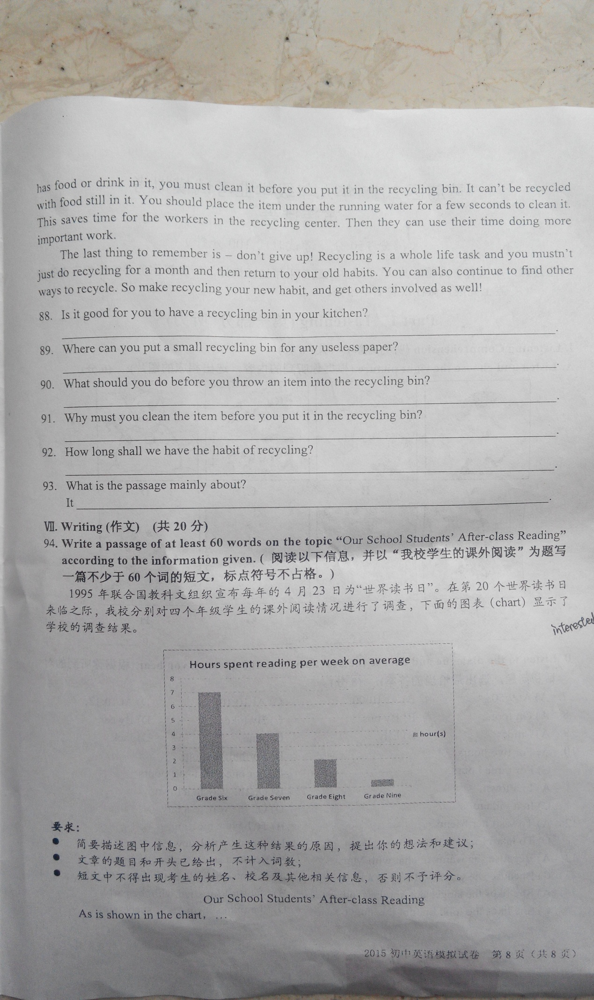 has food or drink in it, you must clean it before you put it in the recycling bin. It can't be recycled
with food still in it. You should place the item under the running water for a few seconds to clean it.
This saves time for the workers in the recycling center. Then they can use their time doing more
important work.
The last thing to remember is – don't give up! Recycling is a whole life task and you mustn't
just do recycling for a month and then return to your old habits. You can also continue to find other
ways to recycle. So make recycling your new habit, and get others involved as well!
88. Is it good for you to have a recycling bin in your kitchen?
.
89. Where can you put a small recycling bin for any useless paper?
.
90. What should you do before you throw an item into the recycling bin?
.
91. Why must you clean the item before you put it in the recycling bin?
.
92. How long shall we have the habit of recycling?
.
93. What is the passage mainly about?
It .
Ⅶ. Writing (作文) (共 20 分)
94. Write a passage of at least 60 words on the topic “Our School Students’ After-class Reading”
according to the information given. ( 阅读以下信息，并以“我校学生的课外阅读”为题写
一篇不少于 60 个词的短文，标点符号不占格。)
1995 年联合国教科文组织宣布每年的 4 月 23 日为“世界读书日”。在第 20 个世界读书日
来临之际，我校分别对四个年级学生的课外阅读情况进行了调查，下面的图表（chart）显示了
学校的调查结果。
interested
Hours spent reading per week on average
8
7
6
5
4
3
2
1
0
hour(s)
Grade Six Grade Seven Grade Eight Grade Nine
要求：
● 简要描述图中信息，分析产生这种结果的原因，提出你的想法和建议；
● 文章的题目和开头已给出，不计入词数；
● 短文中不得出现考生的姓名、校名及其他相关信息，否则不予评分。
Our School Students’ After-class Reading
As is shown in the chart， …
2015 初中英语模拟试卷 第 8 页（共 8 页）